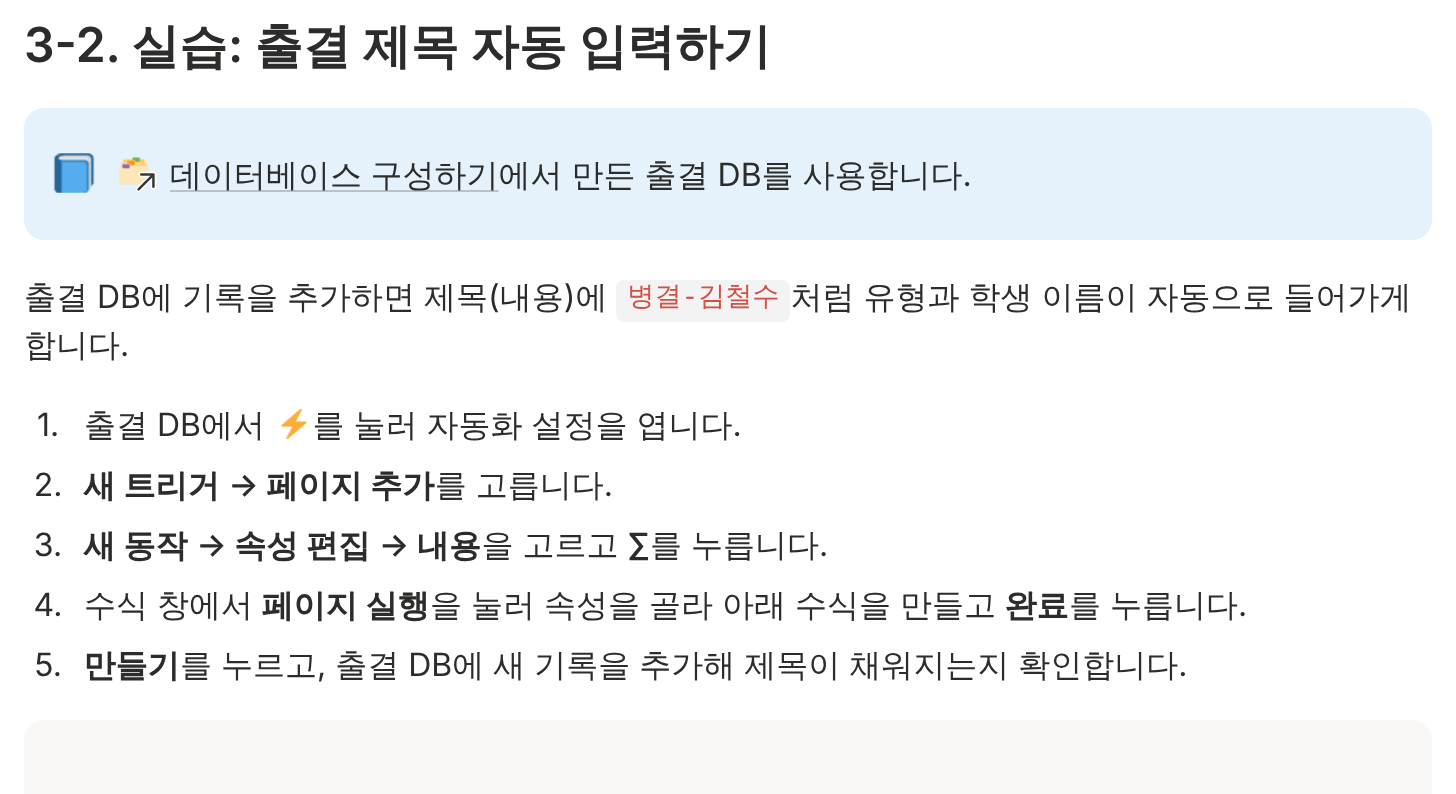 3-2. 실습: 출결 제목 자동 입력하기
데이터베이스 구성하기에서 만든 출결 DB를 사용합니다.
출결 DB에 기록을 추가하면 제목(내용)에 병결-김철수처럼 유형과 학생 이름이 자동으로 들어가게
합니다.
1. 출결 DB에서 ⚡를 눌러 자동화 설정을 엽니다.
2. 새 트리거 → 페이지 추가를 고릅니다.
3. 새 동작 → 속성 편집 → 내용을 고르고 ∑를 누릅니다.
4. 수식 창에서 페이지 실행을 눌러 속성을 골라 아래 수식을 만들고 완료를 누릅니다.
5. 만들기를 누르고, 출결 DB에 새 기록을 추가해 제목이 채워지는지 확인합니다.